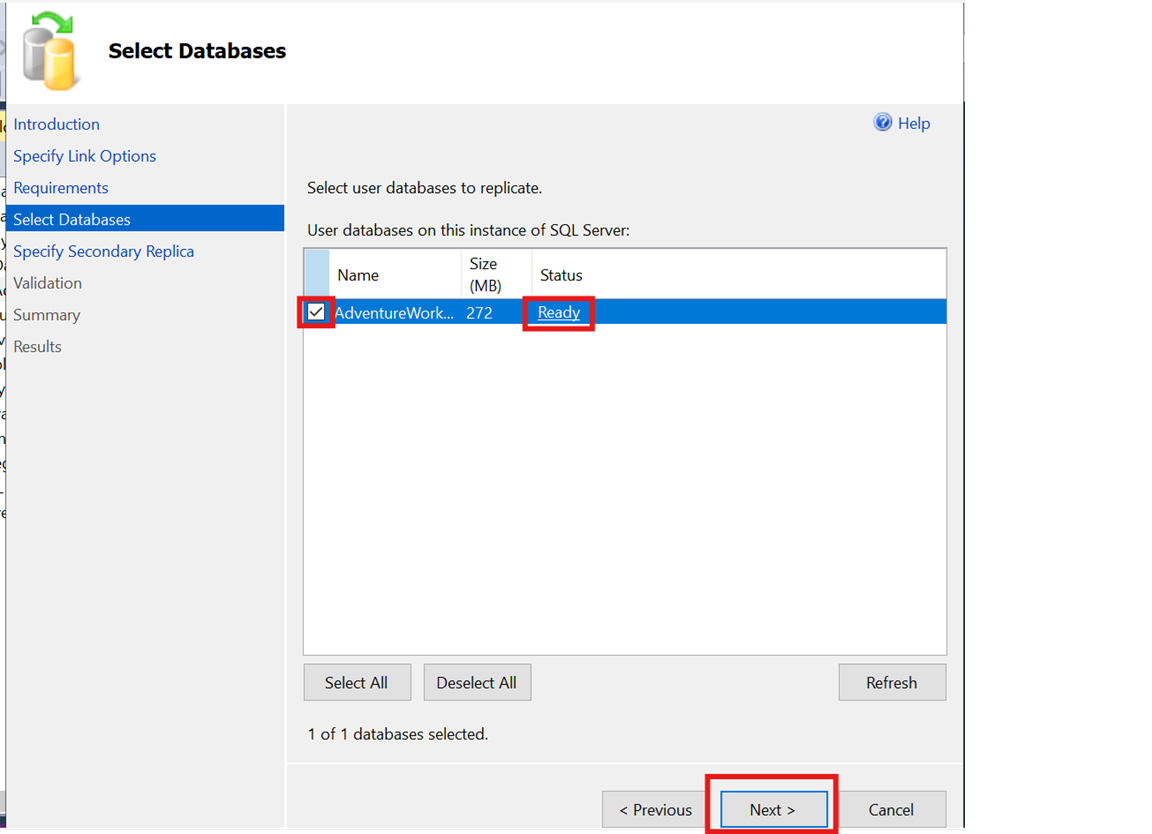 Select Databases
Introduction
Specify Link Options
Requirements
Select Databases
Specify Secondary Replica
Validation
Summary
Results
Help
Select user databases to replicate.
User databases on this instance of SQL Server:
Name
Size
(MB)
Status
AdventureWork... 272 Ready
Select All
Deselect All
Refresh
1 of 1 databases selected.
< Previous
Next >
Cancel